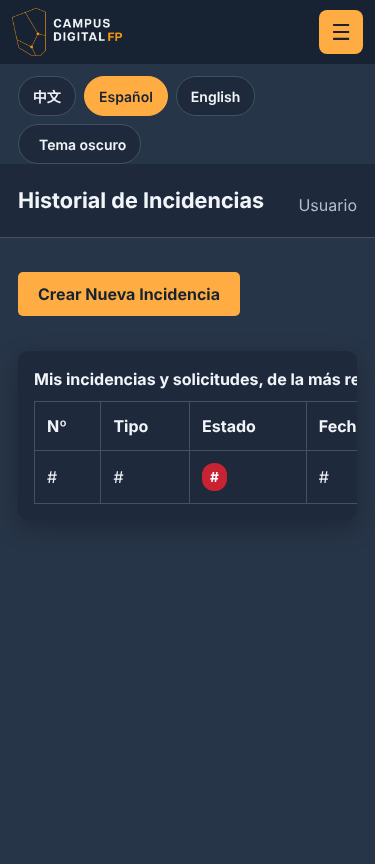 CAMPUS
DIGITAL FP
☰
中文
Español
English
Tema oscuro
Historial de Incidencias
Usuario
Crear Nueva Incidencia
Mis incidencias y solicitudes, de la más re
Nº Tipo Estado Fech
# # # #